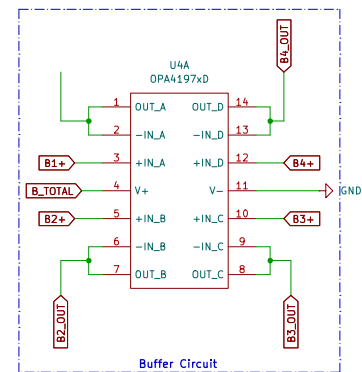 B4_OUT
U4A
OPA4197xD
1 OUT_A OUT_D 14
2 -IN_A -IN_D 13
B1+ 3 +IN_A +IN_D 12 B4+
B_TOTAL 4 V+ V- 11 GND
B2+ 5 +IN_B +IN_C 10 B3+
6 -IN_B -IN_C 9
7 OUT_B OUT_C 8
B2_OUT B3_OUT
Buffer Circuit